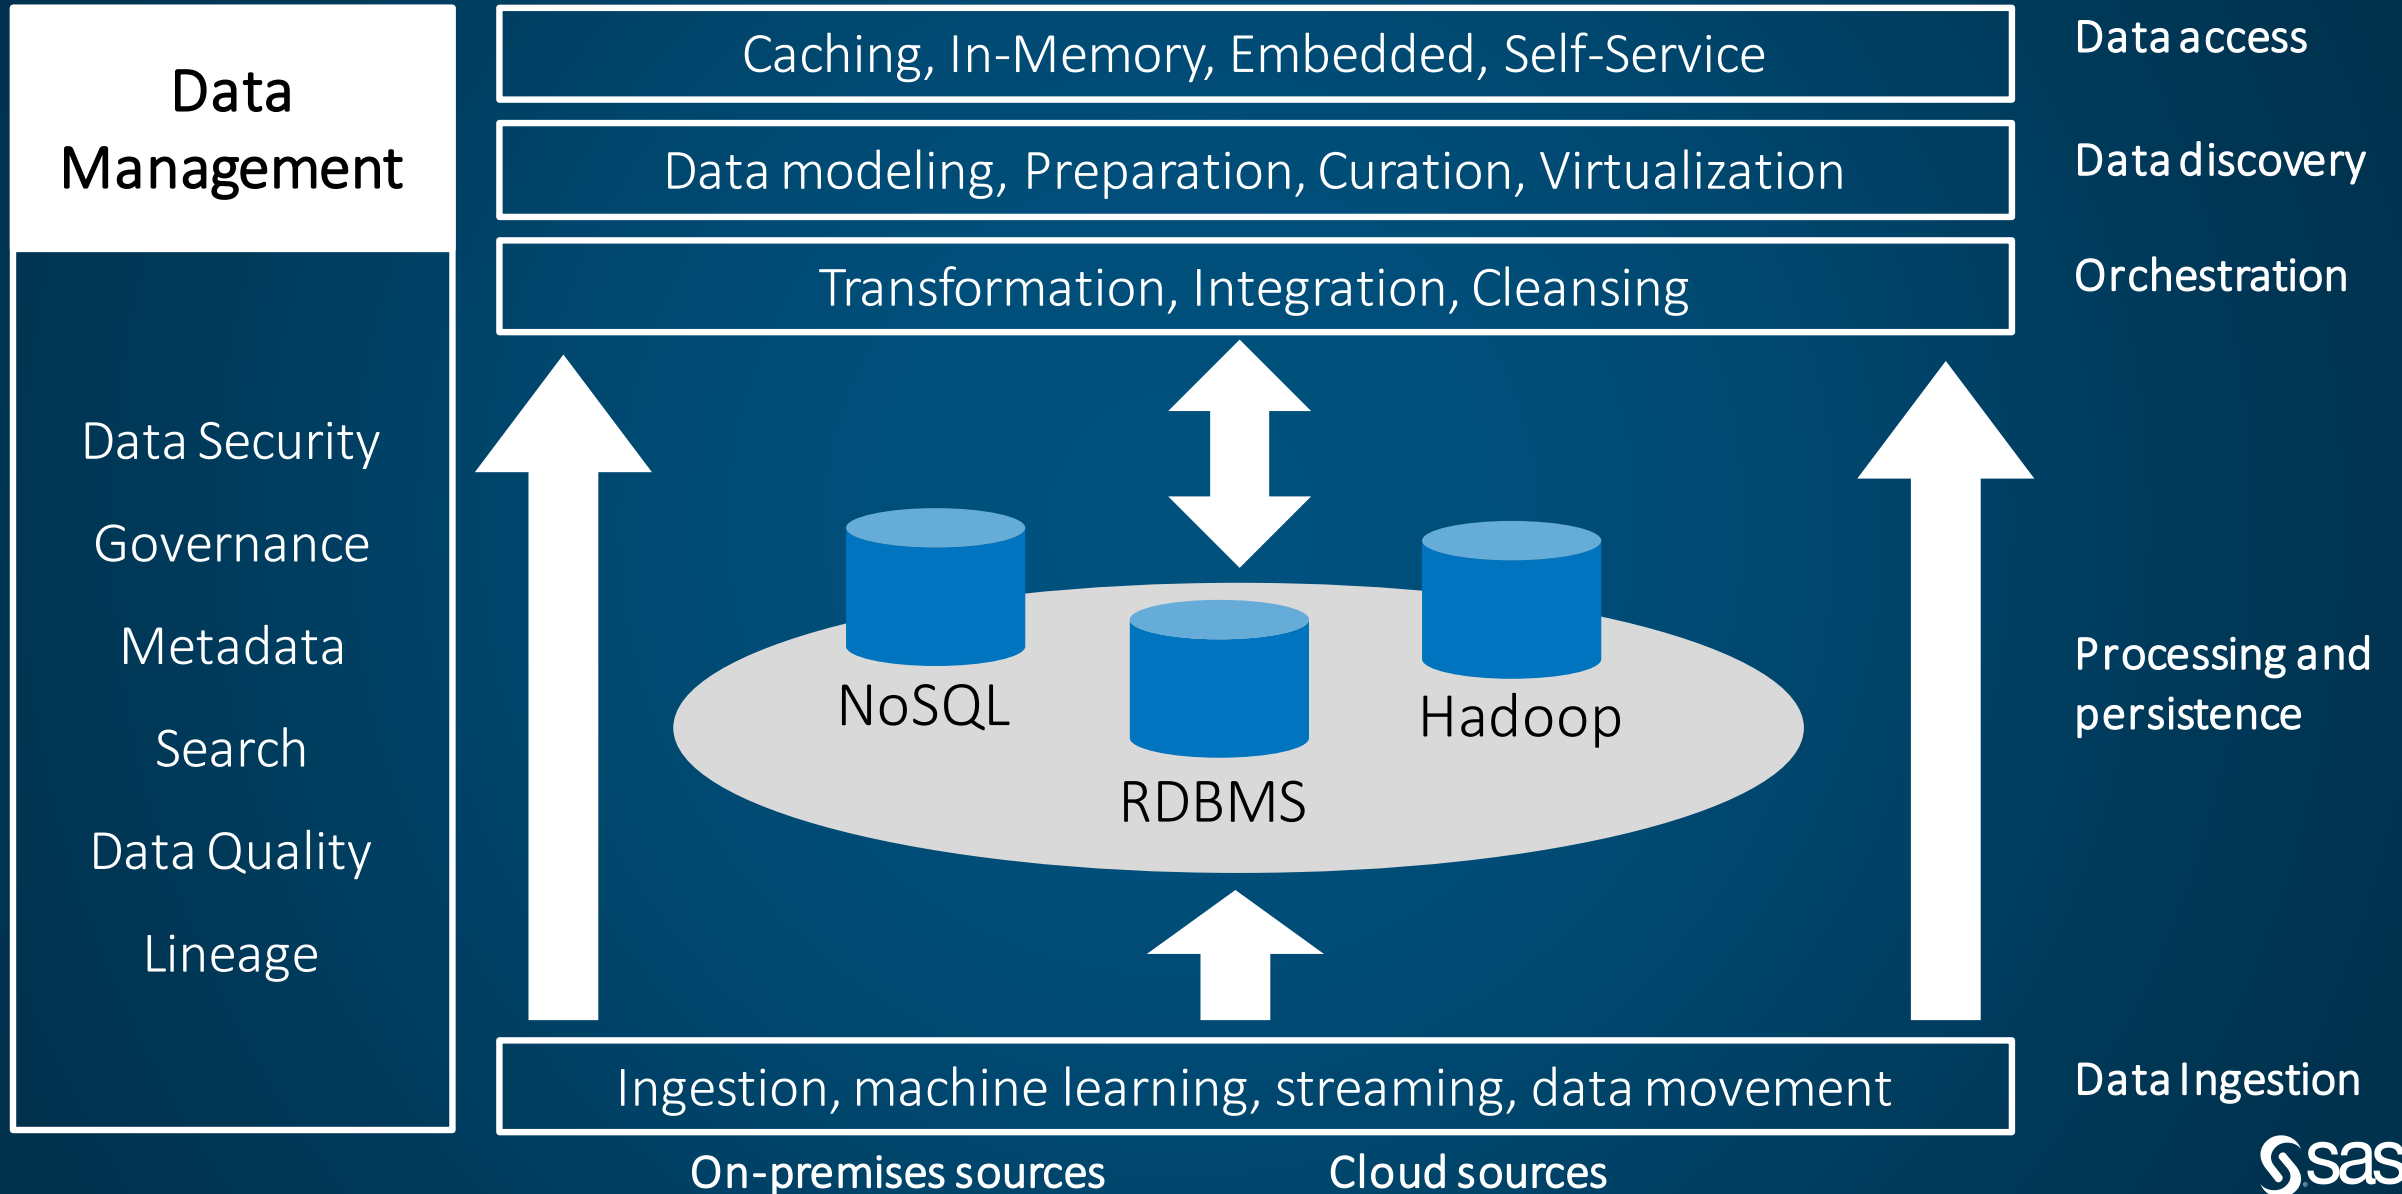 Data
Management
Data Security
Governance
Metadata
Search
Data Quality
Lineage
Caching, In-Memory, Embedded, Self-Service
Data access
Data modeling, Preparation, Curation, Virtualization
Data discovery
Transformation, Integration, Cleansing
Orchestration
NoSQL
RDBMS
Hadoop
Processing and
persistence
Ingestion, machine learning, streaming, data movement
Data Ingestion
On-premises sources
Cloud sources
sas